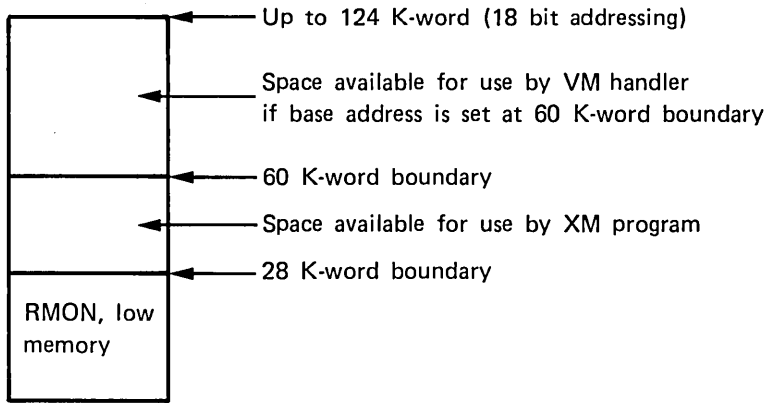 Up to 124 K-word (18 bit addressing)
Space available for use by VM handler
if base address is set at 60 K-word boundary
60 K-word boundary
Space available for use by XM program
28 K-word boundary
RMON, low
memory